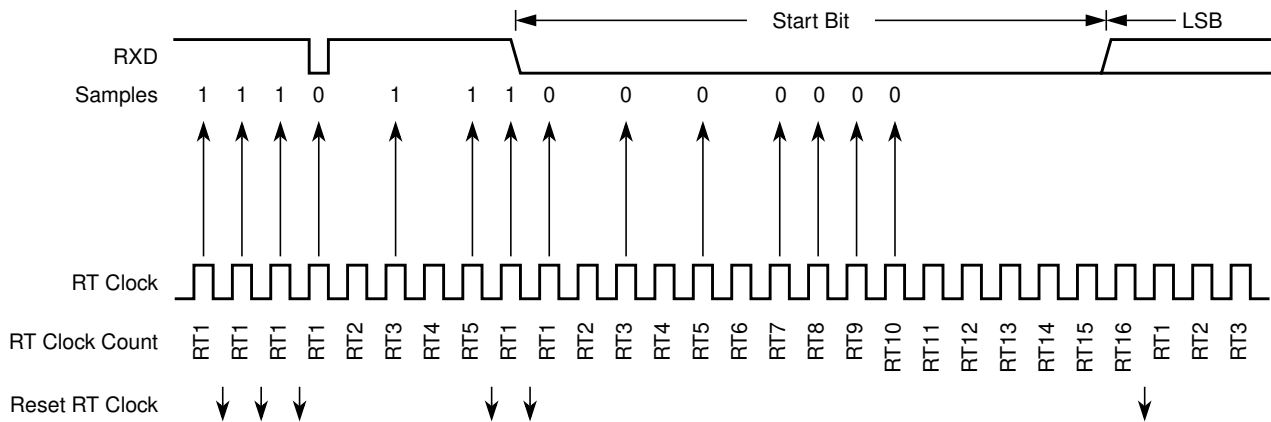 Start Bit LSB
RXD
Samples 1 1 1 0 1 1 1 0 0 0 0 0 0 0
RT Clock
RT Clock Count RT1 RT1 RT1 RT1 RT2 RT3 RT4 RT5 RT1 RT1 RT2 RT3 RT4 RT5 RT6 RT7 RT8 RT9 RT10 RT11 RT12 RT13 RT14 RT15 RT16 RT1 RT2 RT3
Reset RT Clock